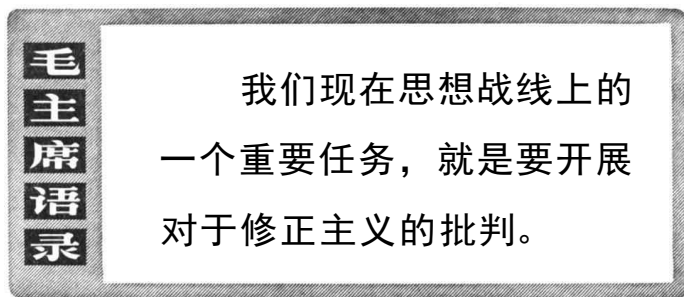 毛主席语录
我们现在思想战线上的
一个重要任务，就是要开展
对于修正主义的批判。